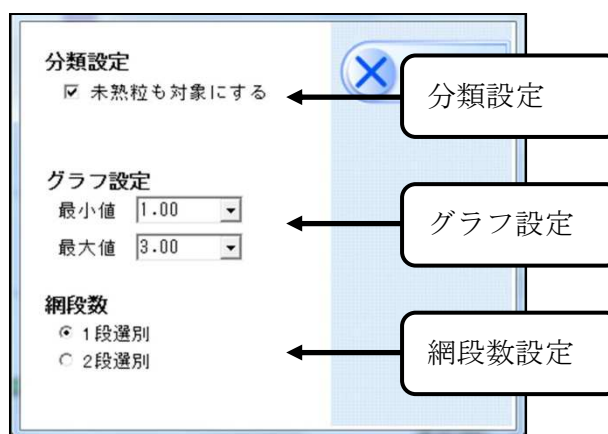 分類設定
未熟粒も対象にする
分類設定
グラフ設定
最小値 1.00
最大値 3.00
グラフ設定
網段数
1段選別
2段選別
網段数設定